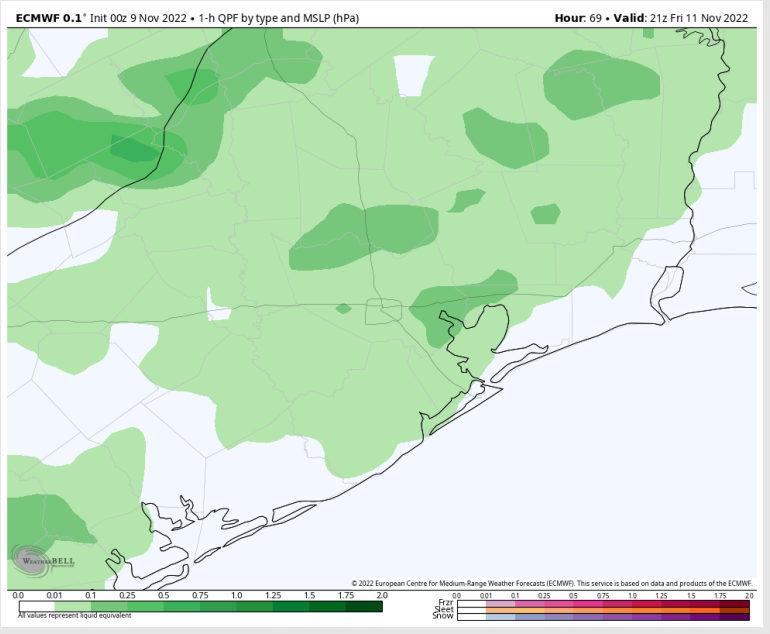 ECMWF 0.1° Init 00z 9 Nov 2022 • 1-h QPF by type and MSLP (hPa)
Hour: 69 • Valid: 21z Fri 11 Nov 2022
WEATHERBELL
© 2022 European Centre for Medium-Range Weather Forecasts (ECMWF). This service is based on data and products of the ECMWF.
0.0 0.01 0.1 0.25 0.5 0.75 1.0 1.25 1.5 1.75 2.0
All values represent liquid equivalent
0.0 0.01 0.1 0.25 0.5 0.75 1.0 1.25 1.5 1.75 2.0
Frzr
Sleet
Snow